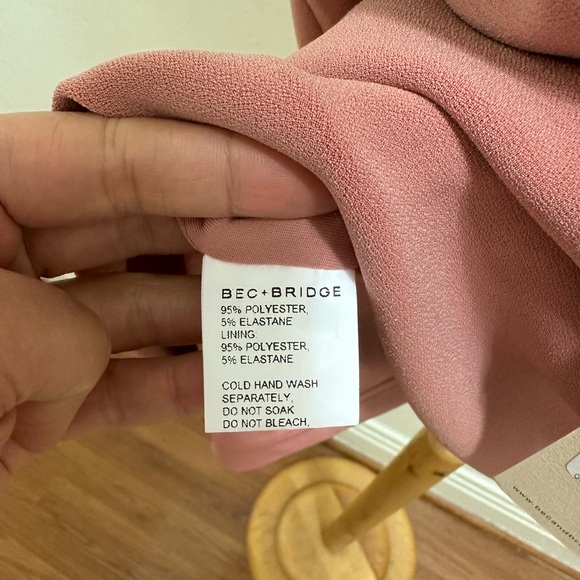 BEC+BRIDGE
95% POLYESTER,
5% ELASTANE
LINING
95% POLYESTER,
5% ELASTANE
COLD HAND WASH
SEPARATELY,
DO NOT SOAK
DO NOT BLEACH,